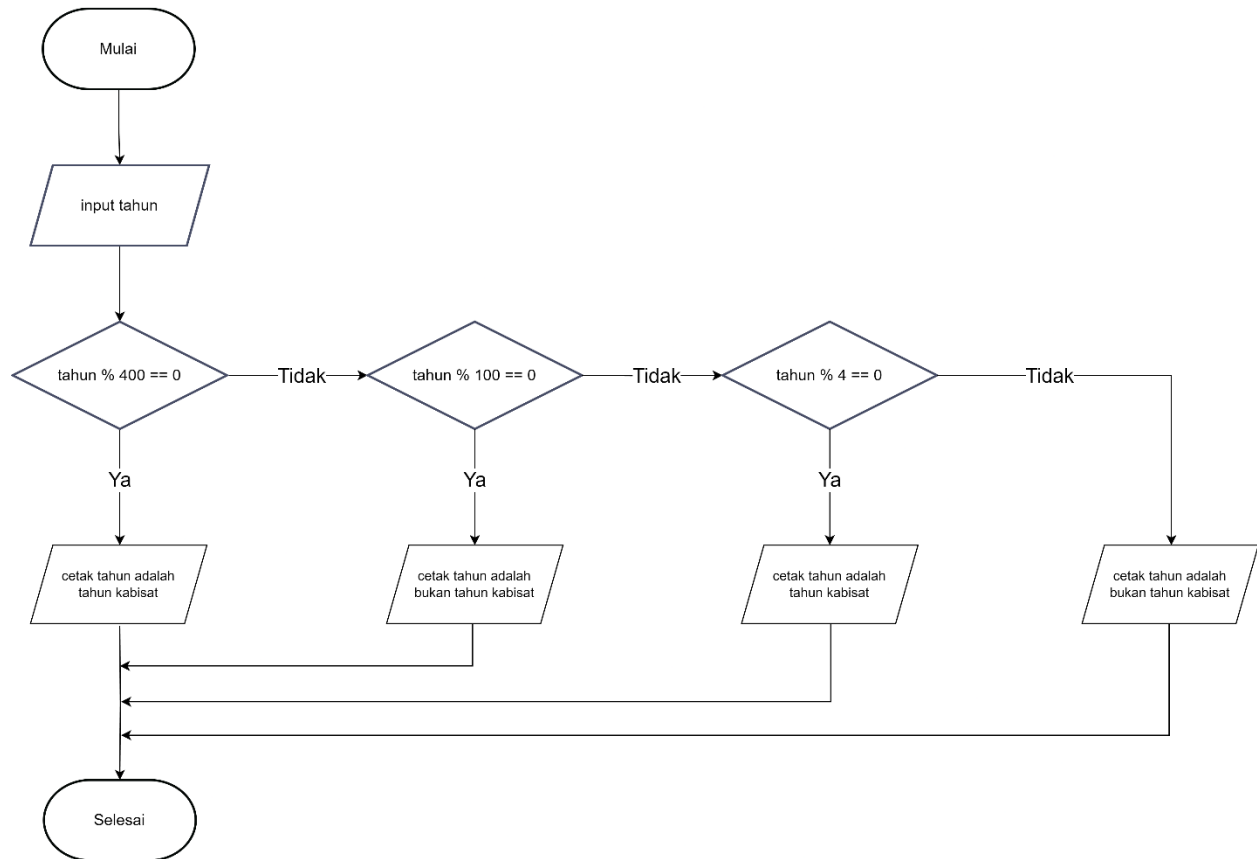 Mulai
input tahun
tahun % 400 == 0
Tidak
tahun % 100 == 0
Tidak
tahun % 4 == 0
Tidak
Ya
Ya
Ya
cetak tahun adalah
tahun kabisat
cetak tahun adalah
bukan tahun kabisat
cetak tahun adalah
tahun kabisat
cetak tahun adalah
bukan tahun kabisat
Selesai